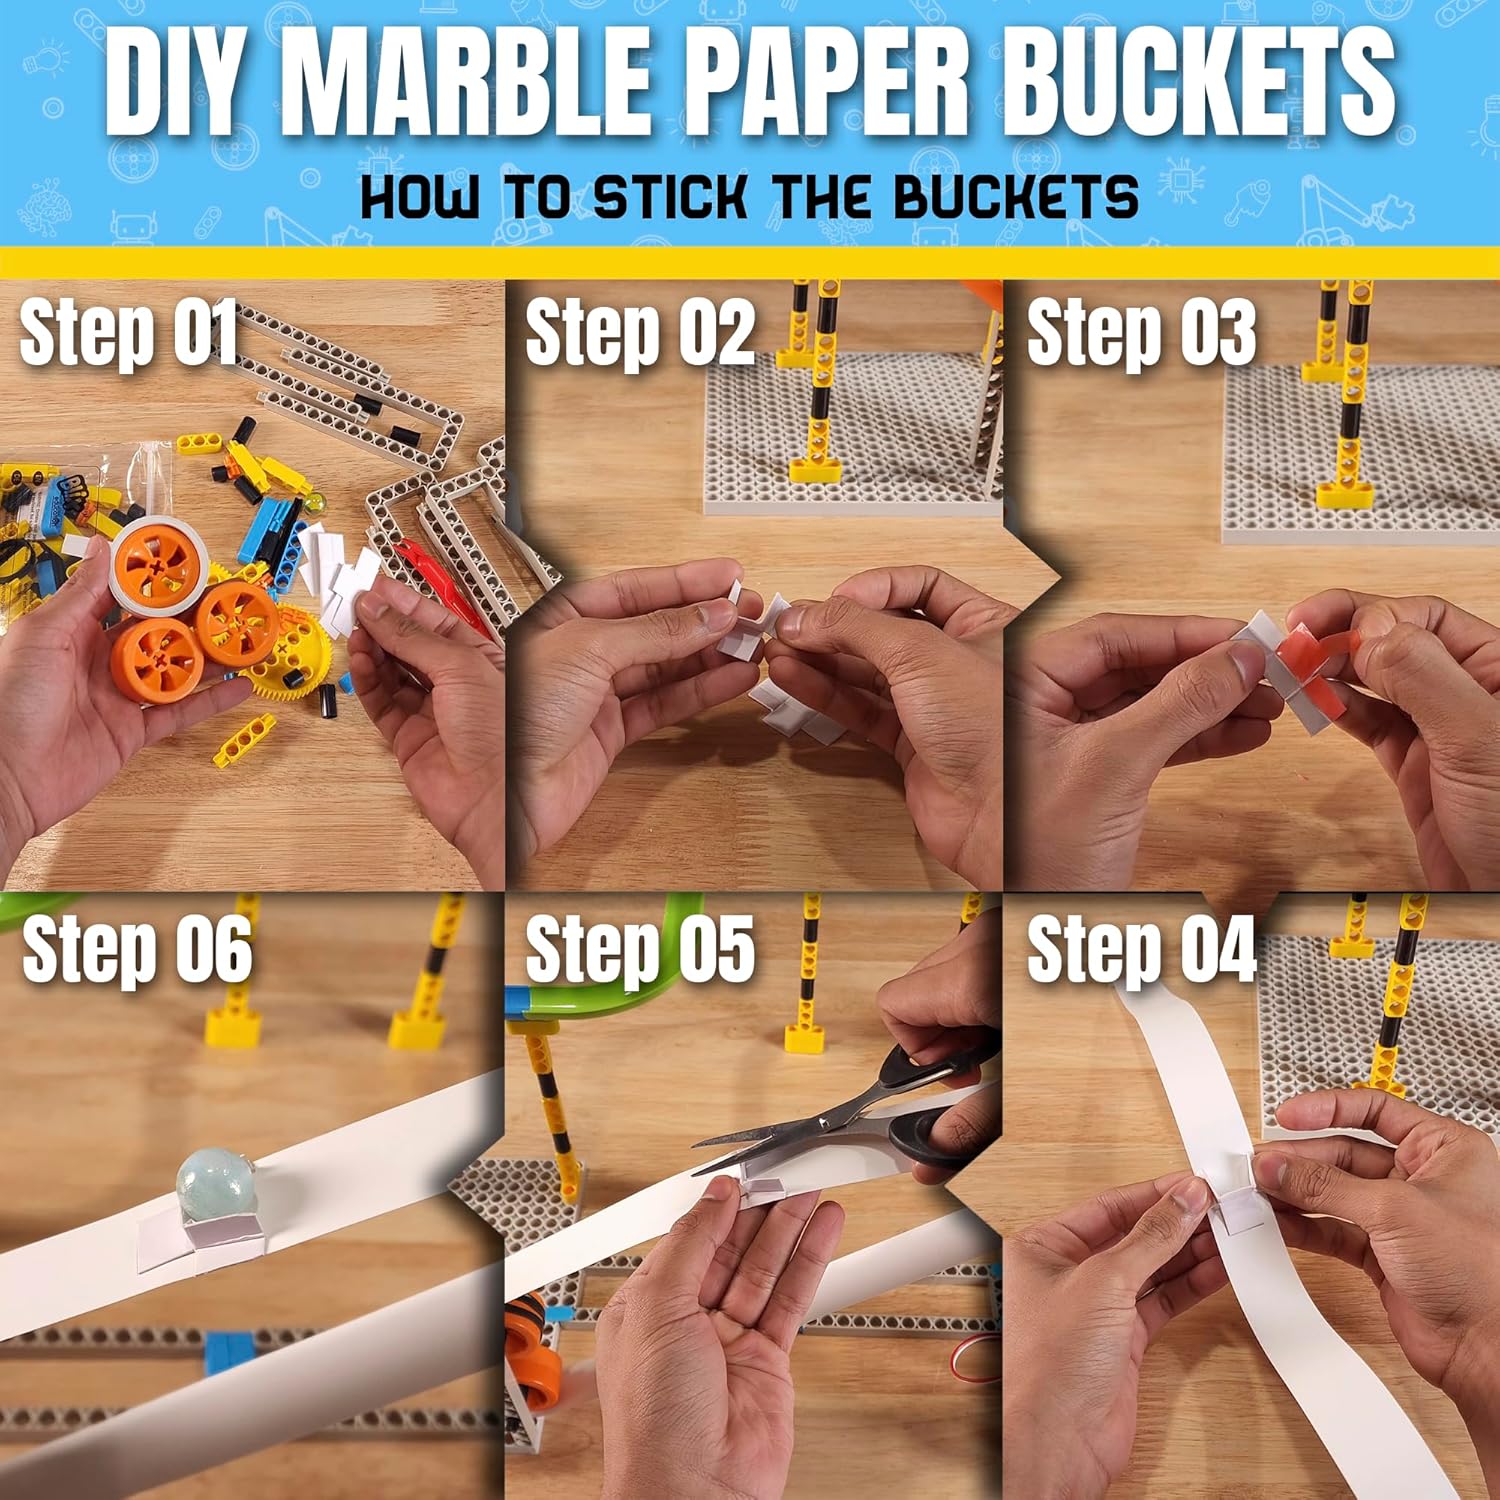 DIY MARBLE PAPER BUCKETS
HOW TO STICK THE BUCKETS
Step 01
Step 02
Step 03
Step 06
Step 05
Step 04